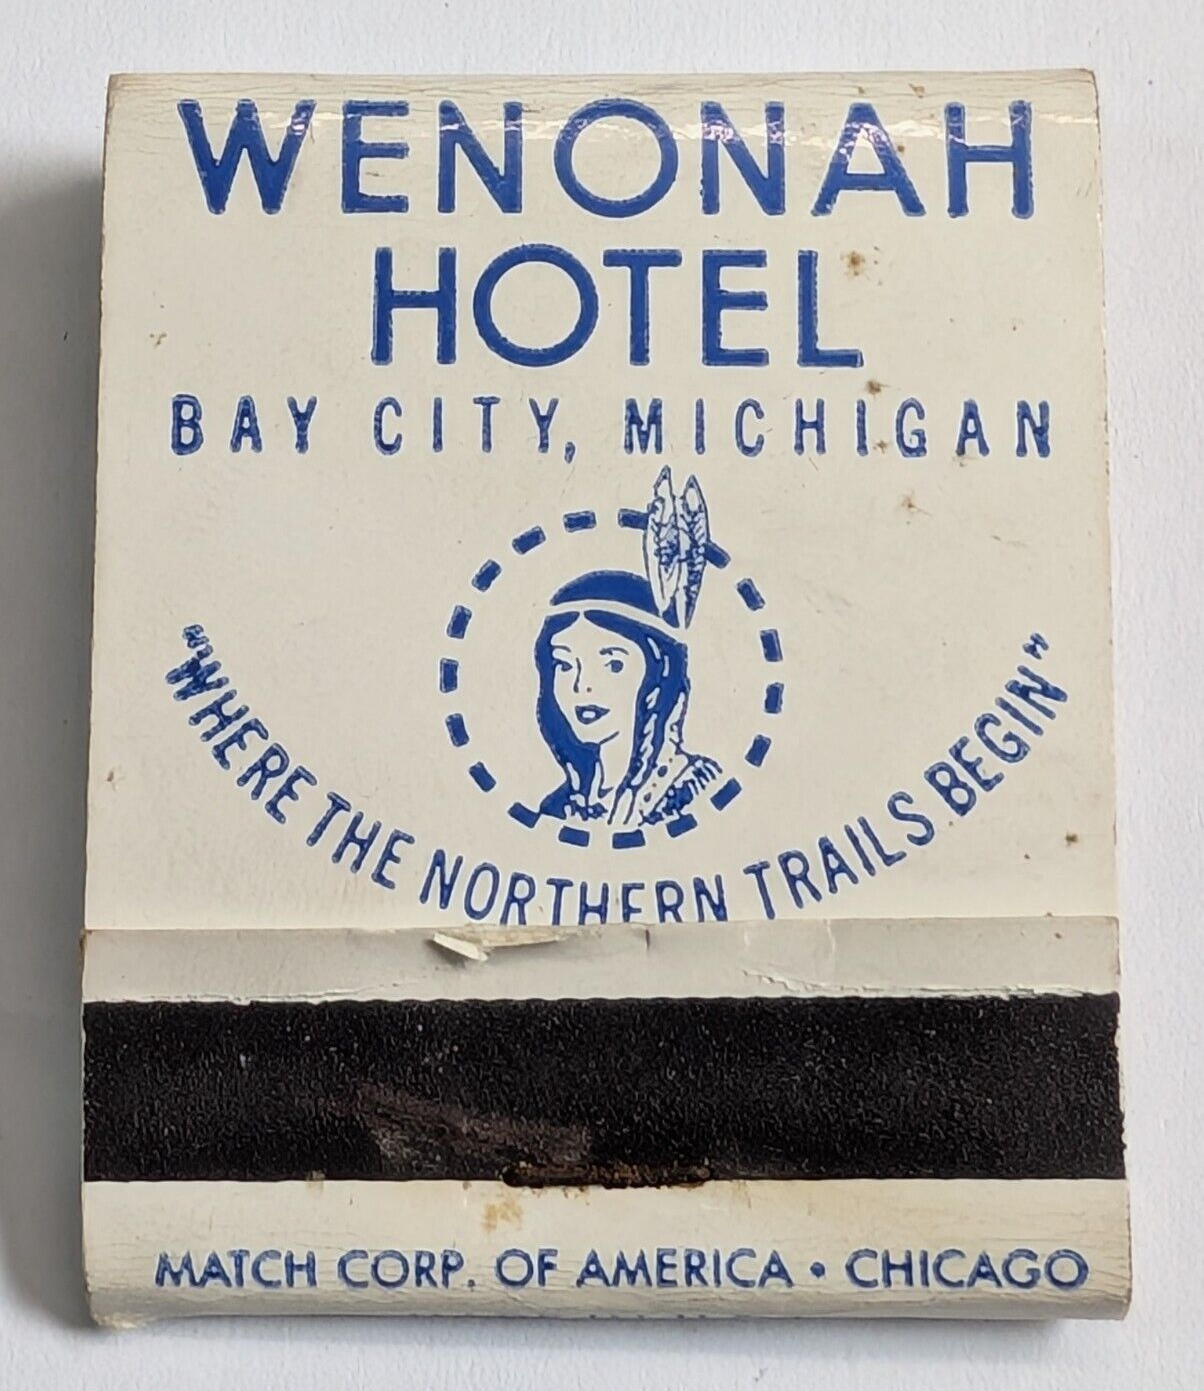 WENONAH
HOTEL
BAY CITY, MICHIGAN
"WHERE THE NORTHERN TRAILS BEGIN"
MATCH CORP. OF AMERICA • CHICAGO